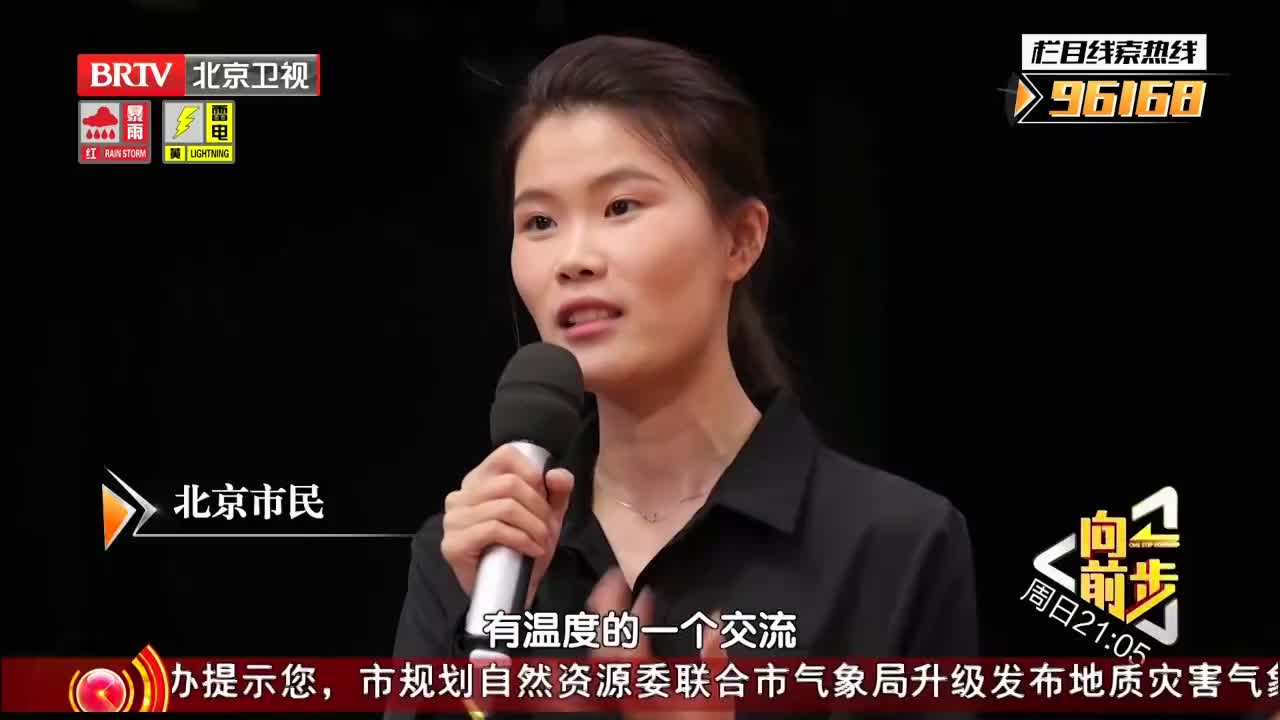 BRTV 北京卫视
暴雨
红 RAIN STORM
雷电
黄 LIGHTNING
栏目线索热线
96168
北京市民
向前一步
周日21:05
有温度的一个交流
办提示您，市规划自然资源委联合市气象局升级发布地质灾害气象